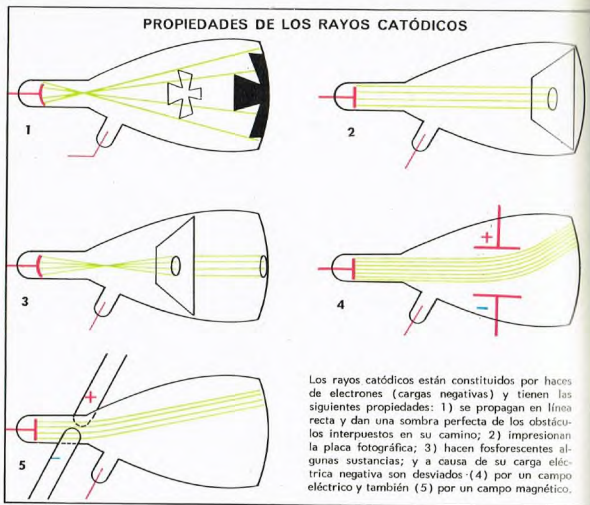 PROPIEDADES DE LOS RAYOS CATÓDICOS
1
2
3
+
-
4
+
-
5
Los rayos catódicos están constituidos por haces
de electrones (cargas negativas) y tienen las
siguientes propiedades: 1) se propagan en línea
recta y dan una sombra perfecta de los obstácu-
los interpuestos en su camino; 2) impresionan
la placa fotográfica; 3) hacen fosforescentes al-
gunas sustancias; y a causa de su carga eléc-
trica negativa son desviados-(4) por un campo
eléctrico y también (5) por un campo magnético.